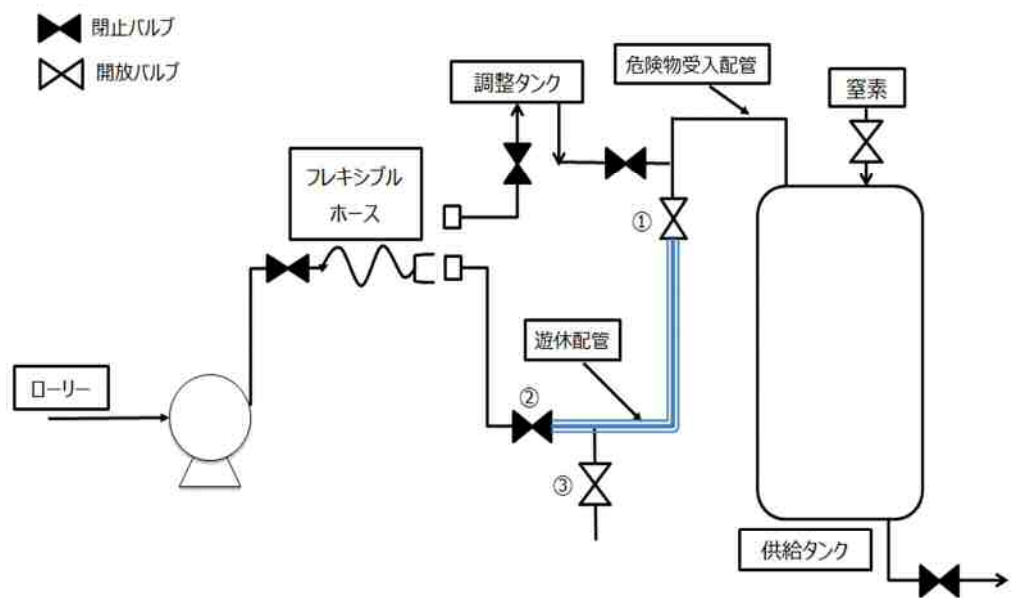 閉止バルブ
開放バルブ
調整タンク
危険物受入配管
窒素
フレキシブル
ホース
①
遊休配管
ローリー
②
③
供給タンク